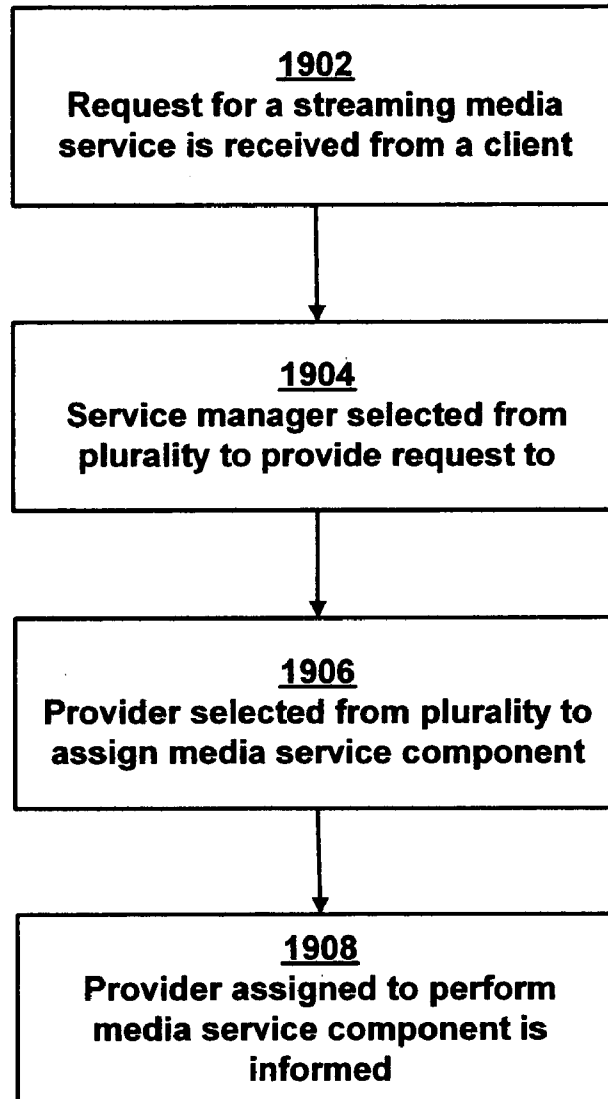 1902
Request for a streaming media
service is received from a client
1904
Service manager selected from
plurality to provide request to
1906
Provider selected from plurality to
assign media service component
1908
Provider assigned to perform
media service component is
informed